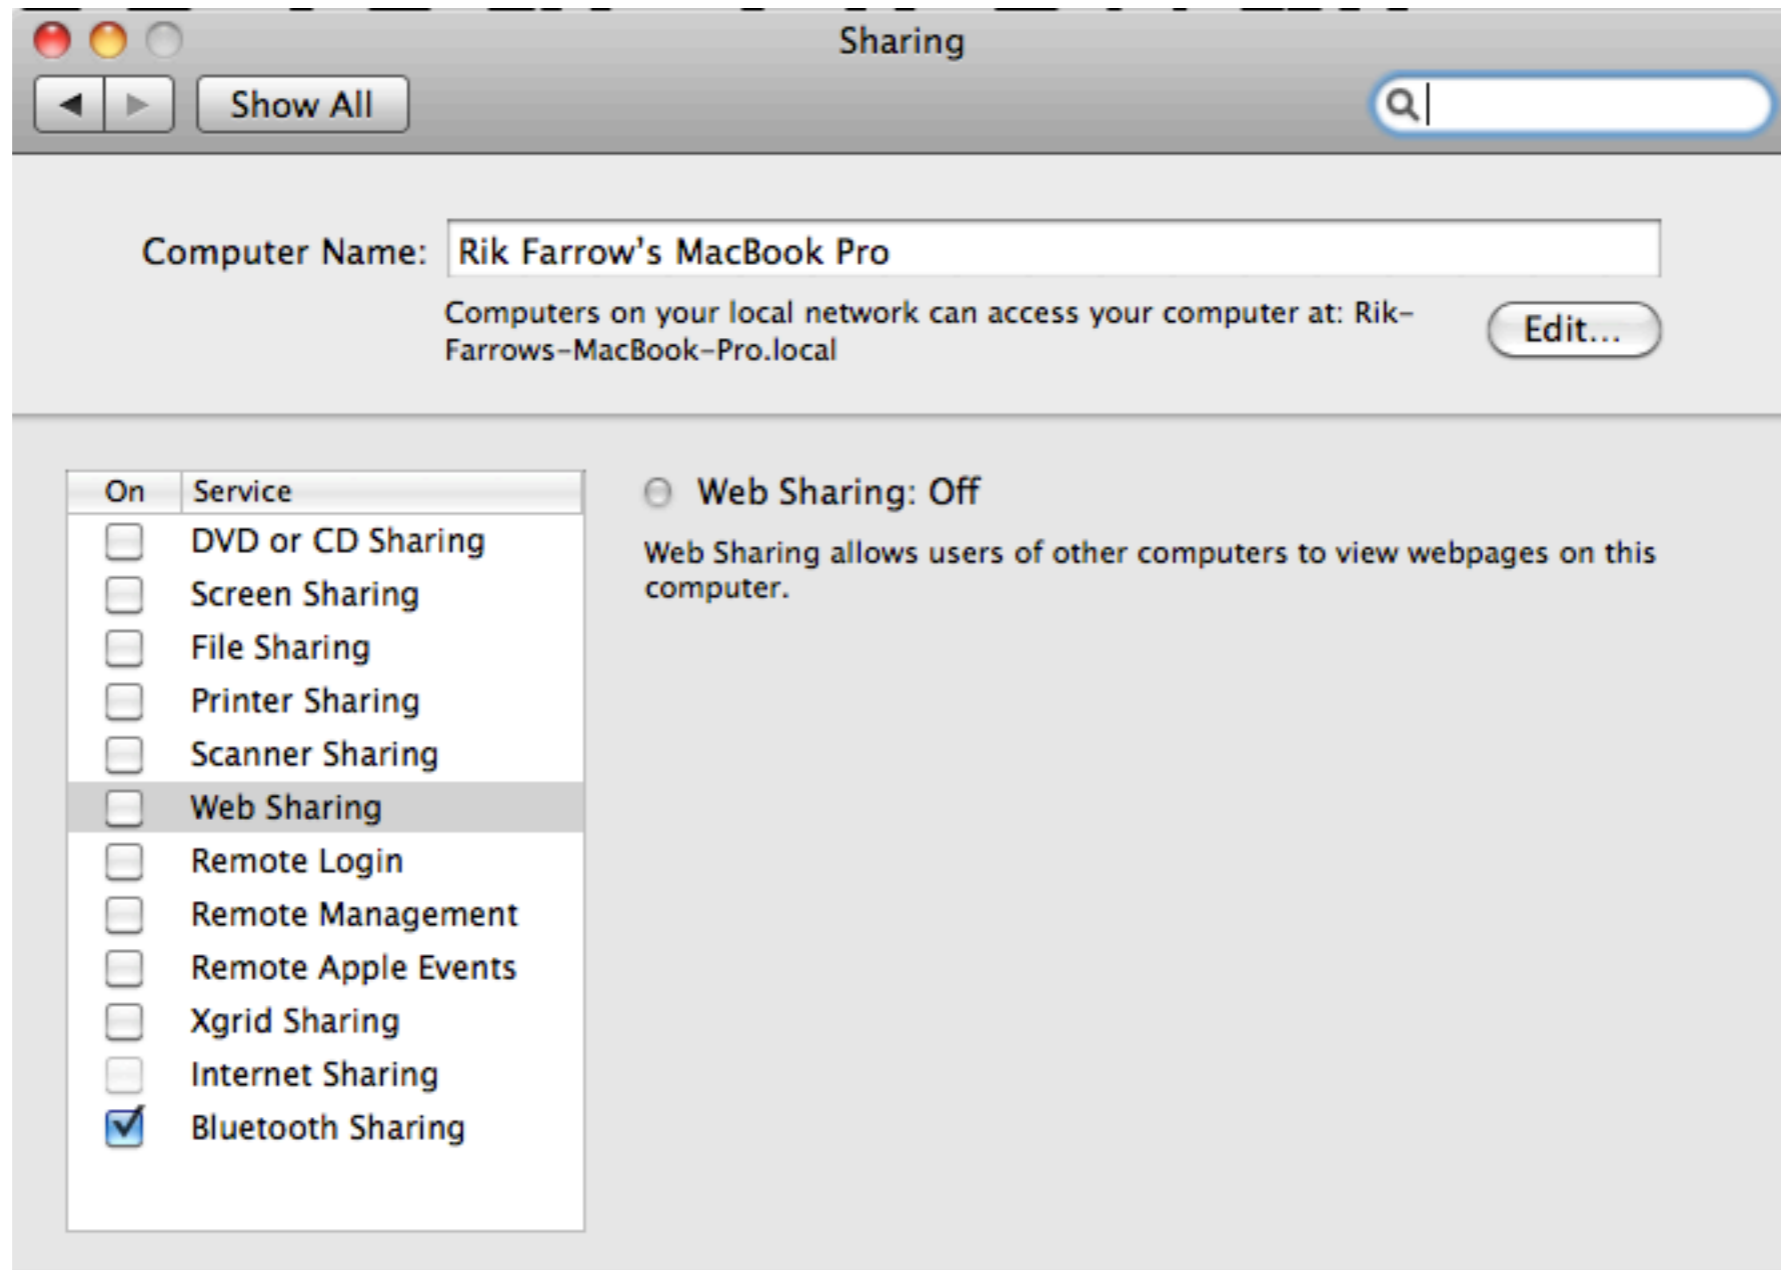 Sharing
Show All
Computer Name: Rik Farrow's MacBook Pro
Computers on your local network can access your computer at: Rik-
Farrows-MacBook-Pro.local
Edit...
On Service
DVD or CD Sharing
Screen Sharing
File Sharing
Printer Sharing
Scanner Sharing
Web Sharing
Remote Login
Remote Management
Remote Apple Events
Xgrid Sharing
Internet Sharing
Bluetooth Sharing
Web Sharing: Off
Web Sharing allows users of other computers to view webpages on this
computer.